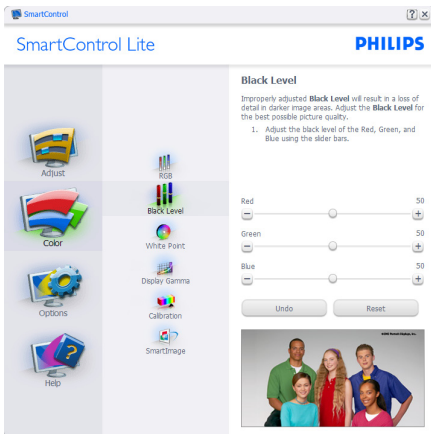 SmartControl
SmartControl Lite
PHILIPS
Adjust
Color
Options
Help
RGB
Black Level
White Point
Display Gamma
Calibration
SmartImage
Black Level
Improperly adjusted Black Level will result in a loss of
detail in darker image areas. Adjust the Black Level for
the best possible picture quality.
1. Adjust the black level of the Red, Green, and
Blue using the slider bars.
Red 50
Green 50
Blue 50
Undo Reset